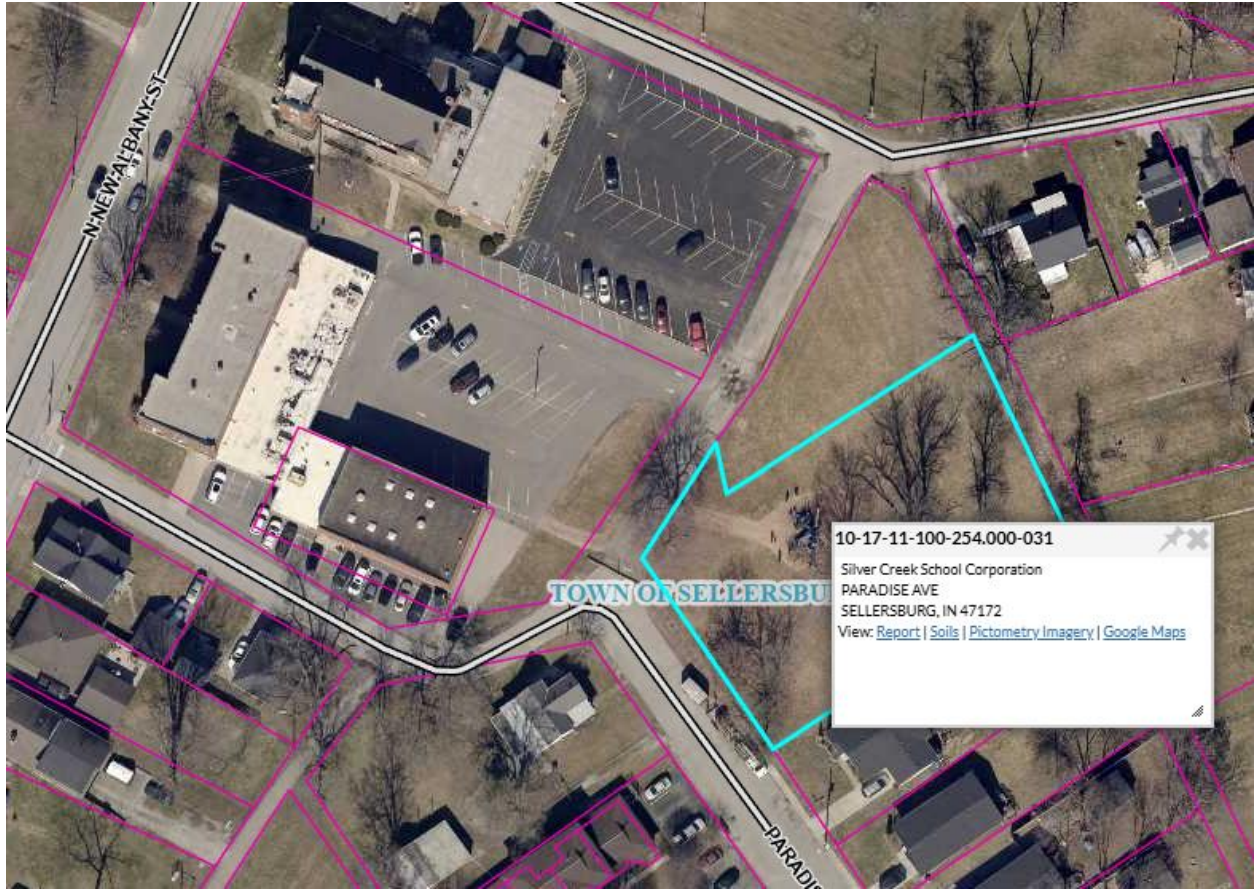 N-NEW-ALBANY-ST
10-17-11-100-254.000-031
Silver Creek School Corporation
PARADISE AVE
SELLERSBURG, IN 47172
View: Report | Soils | Pictometry Imagery | Google Maps
TOWN OF SELLERSBU
PARADIS